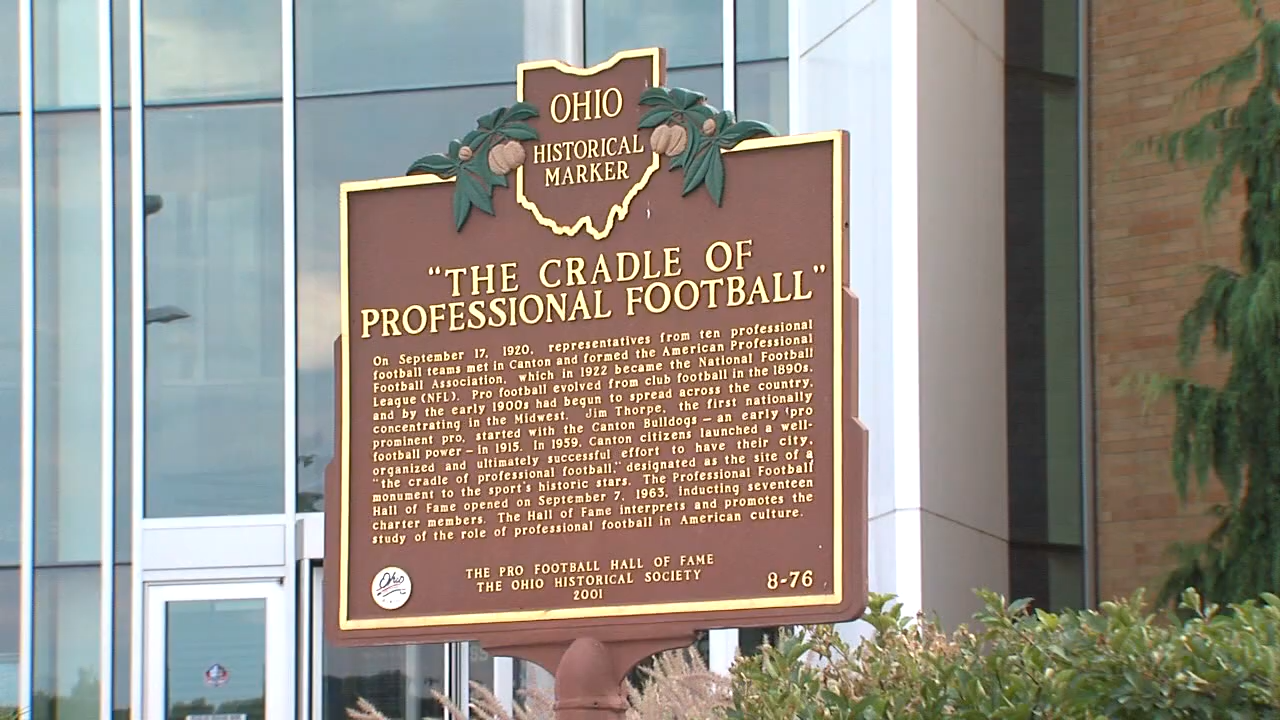 OHIO
HISTORICAL
MARKER
"THE CRADLE OF
PROFESSIONAL FOOTBALL"
On September 17, 1920, representatives from ten professional
football teams met in Canton and formed the American Professional
Football Association, which in 1922 became the National Football
League (NFL). Pro football evolved from club football in the 1890s,
and by the early 1900s had begun to spread across the country,
concentrating in the Midwest. Jim Thorpe, the first nationally
prominent pro, started with the Canton Bulldogs – an early 'pro
football power – in 1915. In 1959, Canton citizens launched a well-
organized and ultimately successful effort to have their city,
"the cradle of professional football," designated as the site of a
monument to the sport's historic stars. The Professional Football
Hall of Fame opened on September 7, 1963, inducting seventeen
charter members. The Hall of Fame interprets and promotes the
study of the role of professional football in American culture.
THE PRO FOOTBALL HALL OF FAME
THE OHIO HISTORICAL SOCIETY
2001
8-76
Ohio